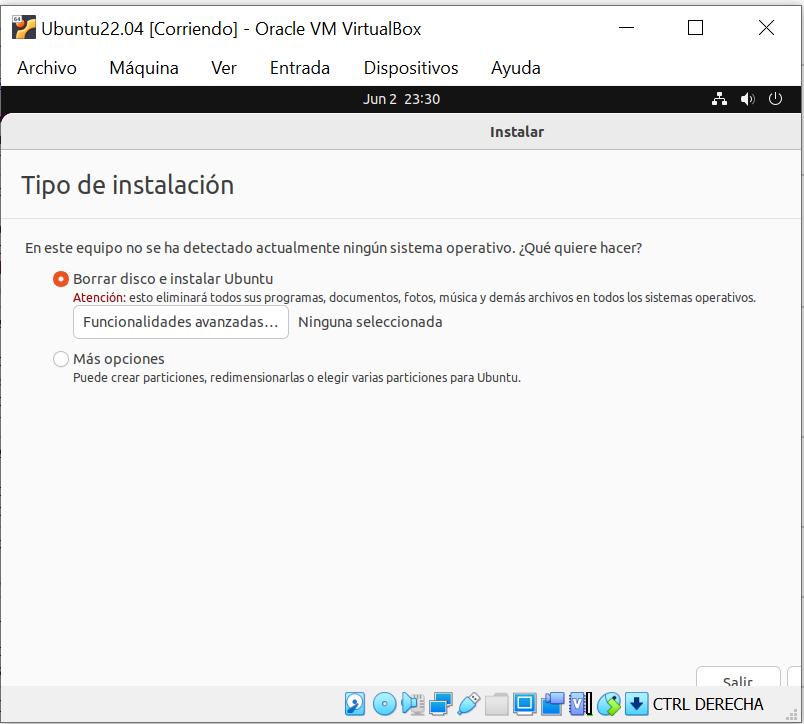 Ubuntu22.04 [Corriendo] - Oracle VM VirtualBox
Archivo Máquina Ver Entrada Dispositivos Ayuda
Jun 2 23:30
Instalar
Tipo de instalación
En este equipo no se ha detectado actualmente ningún sistema operativo. ¿Qué quiere hacer?
Borrar disco e instalar Ubuntu
Atención: esto eliminará todos sus programas, documentos, fotos, música y demás archivos en todos los sistemas operativos.
Funcionalidades avanzadas... Ninguna seleccionada
Más opciones
Puede crear particiones, redimensionarlas o elegir varias particiones para Ubuntu.
Salir
CTRL DERECHA